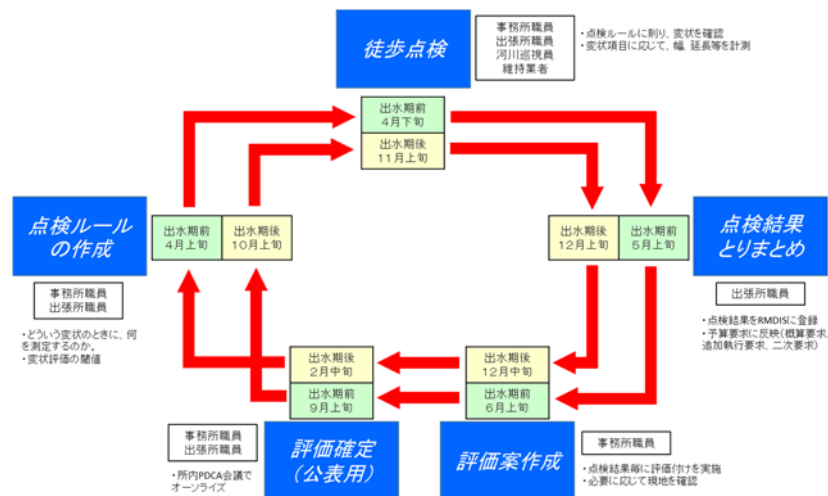 徒歩点検
事務所職員
出張所職員
河川巡視員
維持業者
・点検ルールに則り、変状を確認
・変状項目に応じて、幅、延長等を計測
出水期前
4月下旬
出水期後
11月上旬
点検ルール
の作成
出水期前
4月上旬
出水期後
10月上旬
事務所職員
出張所職員
・どういう変状のときに、何
を測定するのか。
・変状評価の閾値
出水期後
12月上旬
出水期前
5月上旬
点検結果
とりまとめ
出張所職員
・点検結果をRMDISに登録
・予算要求に反映(概算要求、
追加執行要求、二次要求)
出水期後
2月中旬
出水期前
9月上旬
出水期後
12月中旬
出水期前
6月上旬
事務所職員
出張所職員
・所内PDCA会議で
オーソライズ
評価確定
(公表用)
評価案作成
事務所職員
・点検結果毎に評価付けを実施
・必要に応じて現地を確認